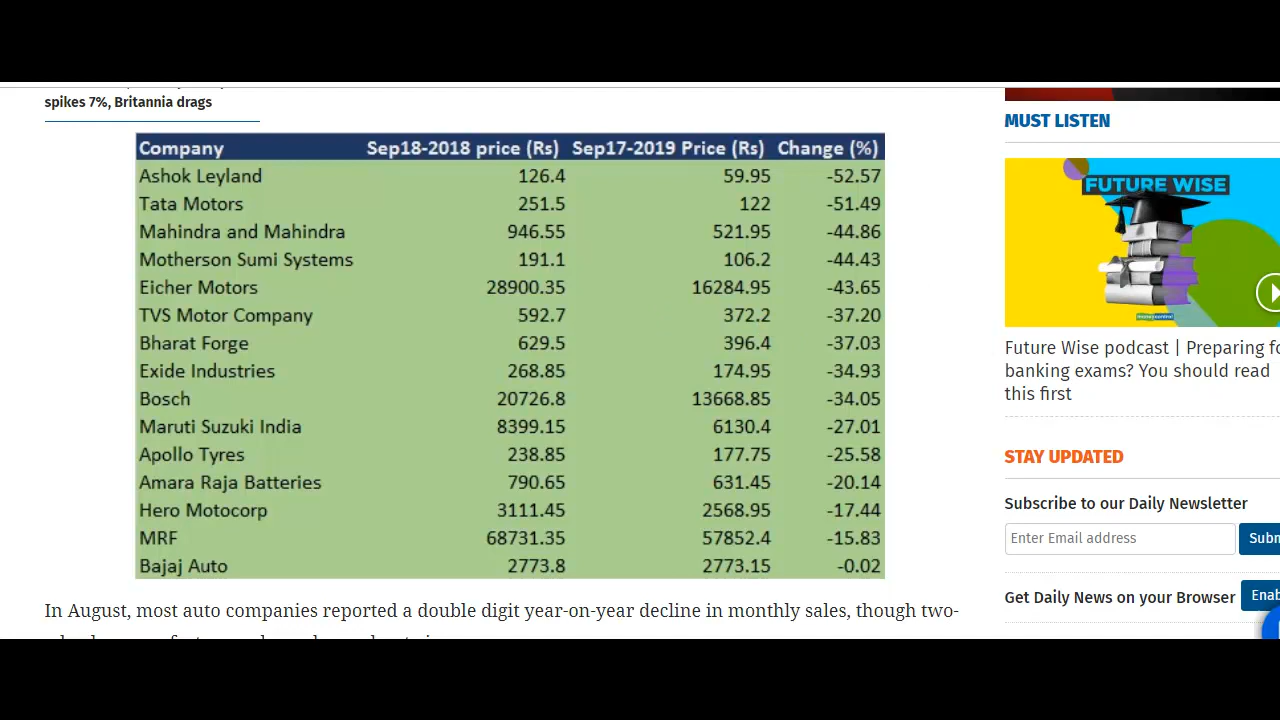 spikes 7%, Britannia drags
Company Sep18-2018 price (Rs) Sep17-2019 Price (Rs) Change (%)
Ashok Leyland 126.4 59.95 -52.57
Tata Motors 251.5 122 -51.49
Mahindra and Mahindra 946.55 521.95 -44.86
Motherson Sumi Systems 191.1 106.2 -44.43
Eicher Motors 28900.35 16284.95 -43.65
TVS Motor Company 592.7 372.2 -37.20
Bharat Forge 629.5 396.4 -37.03
Exide Industries 268.85 174.95 -34.93
Bosch 20726.8 13668.85 -34.05
Maruti Suzuki India 8399.15 6130.4 -27.01
Apollo Tyres 238.85 177.75 -25.58
Amara Raja Batteries 790.65 631.45 -20.14
Hero Motocorp 3111.45 2568.95 -17.44
MRF 68731.35 57852.4 -15.83
Bajaj Auto 2773.8 2773.15 -0.02
In August, most auto companies reported a double digit year-on-year decline in monthly sales, though two-
MUST LISTEN
FUTURE WISE
moneycontrol
Future Wise podcast | Preparing fo
banking exams? You should read
this first
STAY UPDATED
Subscribe to our Daily Newsletter
Enter Email address Subm
Get Daily News on your Browser Enab